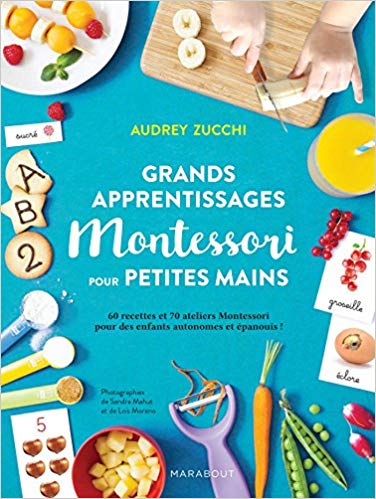 AUDREY ZUCCHI
sucré
GRANDS
APPRENTISSAGES
Montessori
POUR PETITES MAINS
A
B
2
60 recettes et 70 ateliers Montessori
pour des enfants autonomes et épanouis !
groseille
éclore
Photographies
de Sandra Mahut
et de Loïs Moreno
5
MARABOUT